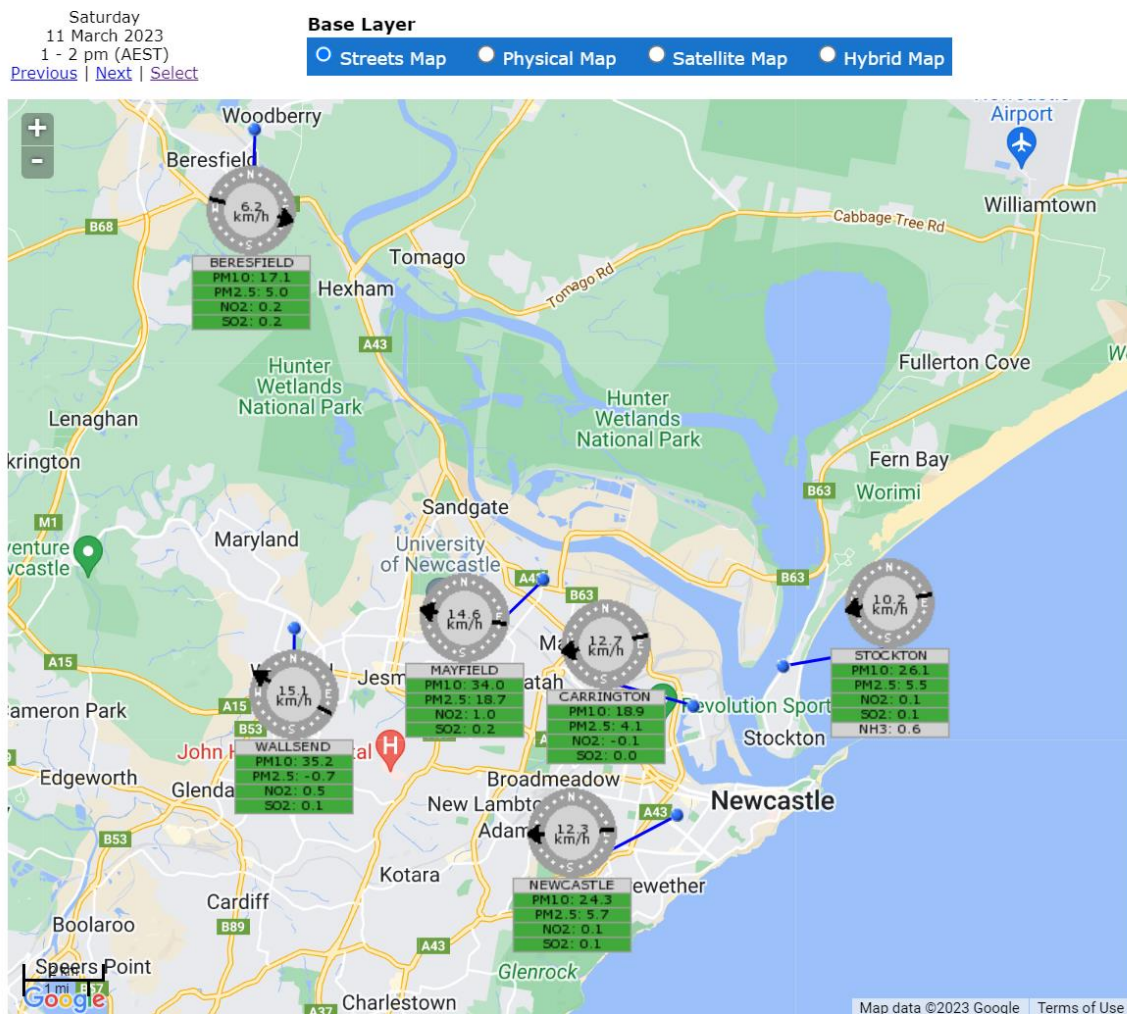 Saturday
11 March 2023
1 - 2 pm (AEST)
Previous | Next | Select
Base Layer
Streets Map
Physical Map
Satellite Map
Hybrid Map
+
-
Woodberry
Airport
Beresfield
Williamtown
N
E
S
W
6.2
km/h
B68
Cabbage Tree Rd
Tomago
Tomago Rd
BERESFIELD
PM10: 17.1
PM2.5: 5.0
NO2: 0.2
SO2: 0.2
Hexham
A43
Fullerton Cove
Hunter
Wetlands
National Park
Hunter
Wetlands
National Park
Lenaghan
Fern Bay
B63
Worimi
Sandgate
M1
Maryland
University
of Newcastle
B63
B63
14.6
km/h
12.7
km/h
10.2
km/h
A15
15.1
km/h
MAYFIELD
PM10: 34.0
PM2.5: 18.7
NO2: 1.0
SO2: 0.2
CARRINGTON
PM10: 18.9
PM2.5: 4.1
NO2: -0.1
SO2: 0.0
STOCKTON
PM10: 26.1
PM2.5: 5.5
NO2: 0.1
SO2: 0.1
NH3: 0.6
A15
B53
Stockton
WALLSEND
PM10: 35.2
PM2.5: -0.7
NO2: 0.5
SO2: 0.1
H
Edgeworth
Broadmeadow
Newcastle
A43
12.3
km/h
B53
Kotara
NEWCASTLE
PM10: 24.3
PM2.5: 5.7
NO2: 0.1
SO2: 0.1
Cardiff
B89
Boolaroo
A43
Speers Point
Glenrock
1 mi
Google
Charlestown
A37
Map data ©2023 Google
Terms of Use